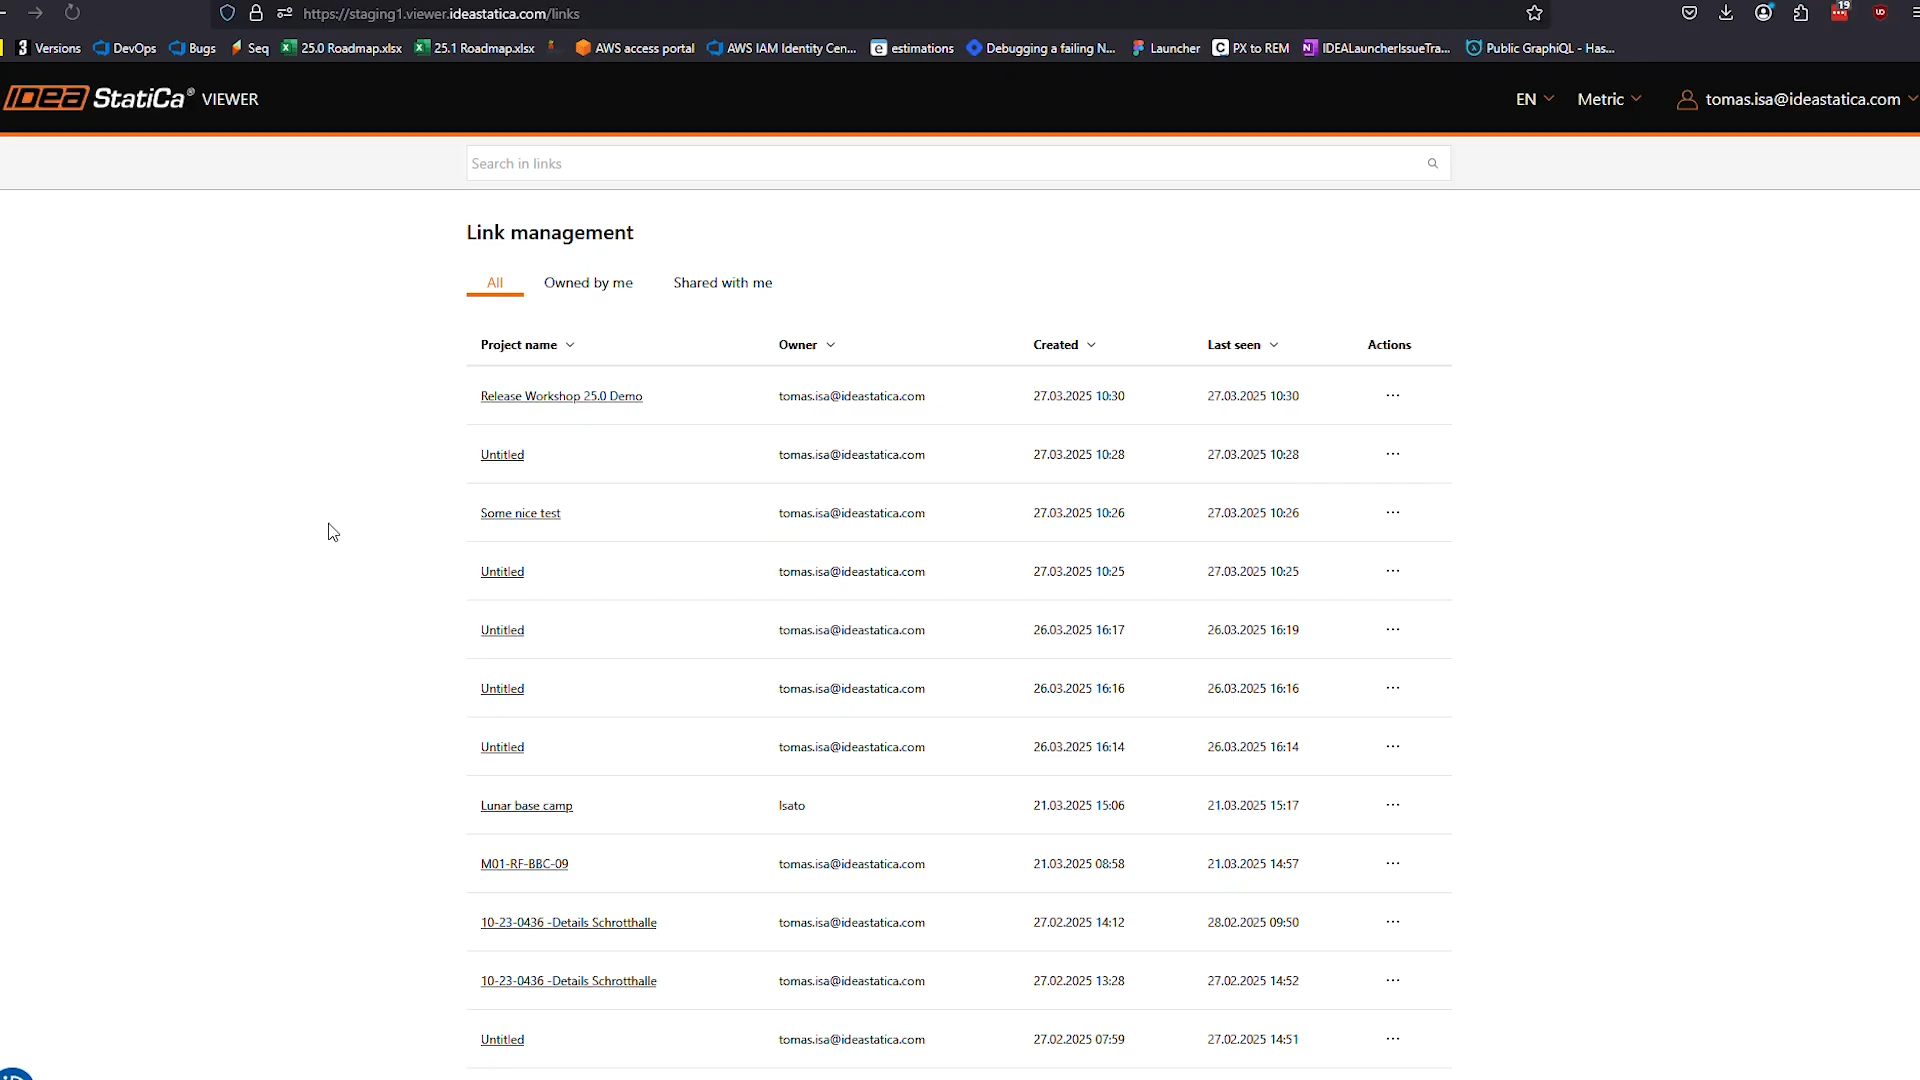 https://staging1.viewer.ideastatica.com/links
19
Versions DevOps Bugs Seq 25.0 Roadmap.xlsx 25.1 Roadmap.xlsx AWS access portal AWS IAM Identity Cen... estimations Debugging a failing N... Launcher PX to REM IDEALauncherIssueTra... Public GraphiQL - Has...
IDEA StatiCa® VIEWER EN Metric tomas.isa@ideastatica.com
Search in links
Link management
All Owned by me Shared with me
Project name Owner Created Last seen Actions
Release Workshop 25.0 Demo tomas.isa@ideastatica.com 27.03.2025 10:30 27.03.2025 10:30 ...
Untitled tomas.isa@ideastatica.com 27.03.2025 10:28 27.03.2025 10:28 ...
Some nice test tomas.isa@ideastatica.com 27.03.2025 10:26 27.03.2025 10:26 ...
Untitled tomas.isa@ideastatica.com 27.03.2025 10:25 27.03.2025 10:25 ...
Untitled tomas.isa@ideastatica.com 26.03.2025 16:17 26.03.2025 16:19 ...
Untitled tomas.isa@ideastatica.com 26.03.2025 16:16 26.03.2025 16:16 ...
Untitled tomas.isa@ideastatica.com 26.03.2025 16:14 26.03.2025 16:14 ...
Lunar base camp Isato 21.03.2025 15:06 21.03.2025 15:17 ...
M01-RF-BBC-09 tomas.isa@ideastatica.com 21.03.2025 08:58 21.03.2025 14:57 ...
10-23-0436 -Details Schrotthalle tomas.isa@ideastatica.com 27.02.2025 14:12 28.02.2025 09:50 ...
10-23-0436 -Details Schrotthalle tomas.isa@ideastatica.com 27.02.2025 13:28 27.02.2025 14:52 ...
Untitled tomas.isa@ideastatica.com 27.02.2025 07:59 27.02.2025 14:51 ...